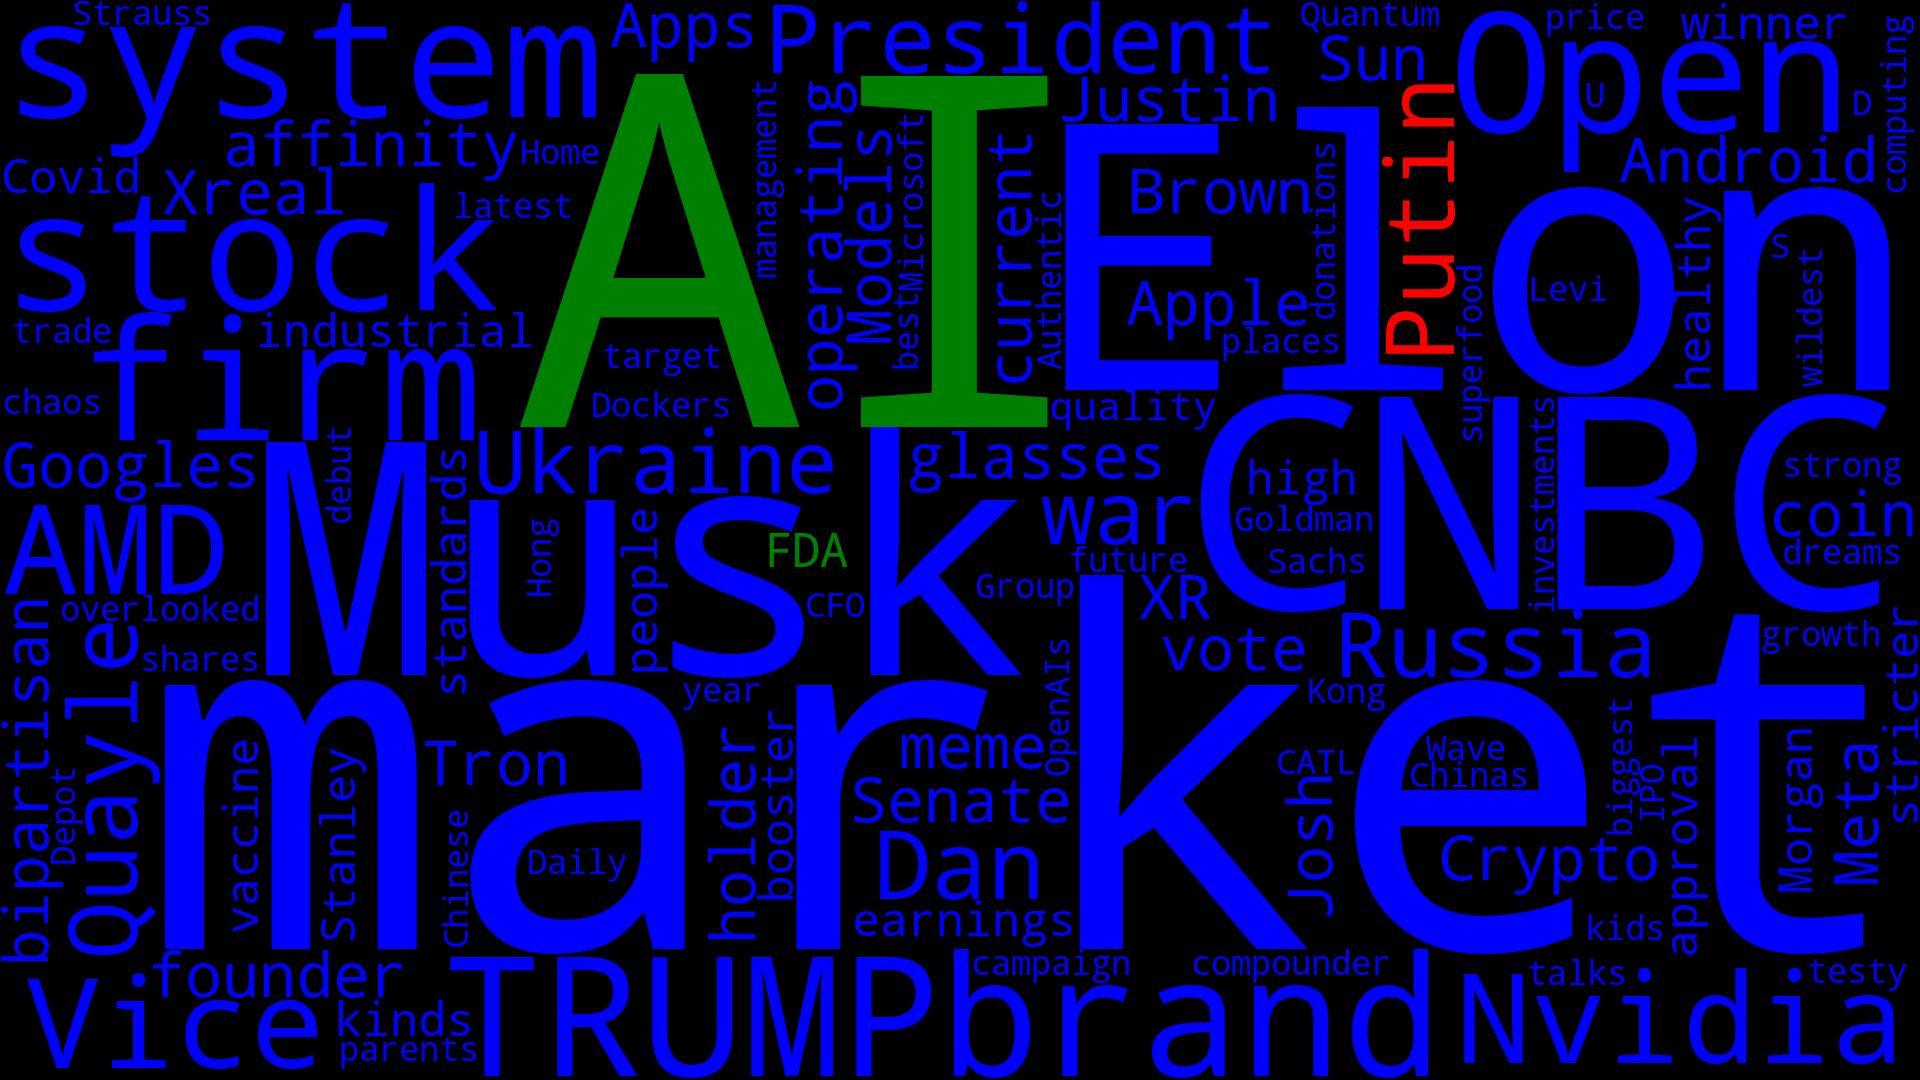 Strauss
system
Apps
President
Quantum
Sun
Open
price
winner
U
D
computing
affinity
Home
management
operating
Justin
Putin
Android
Covid
Xreal
latest
AI
Models
Microsoft
best
current
Authentic
Elon
Brown
donations
healthy
S
wildest
Levi
stock
trade
industrial
target
Apple
places
superfood
firm
chaos
Dockers
quality
CNBC
Googles
debut
standards
Ukraine
glasses
war
high
Goldman
Sachs
investments
strong
coin
dreams
AMD
Musk
Hong
people
FDA
CFO
Group
future
XR
overlooked
shares
vote
Russia
growth
stricter
bipartisan
Quayle
year
OpenAIs
Kong
market
Depot
vaccine
Stanley
Tron
Chinese
Daily
holder
booster
meme
Senate
Dan
earnings
CATL
Josh
Wave
Chinas
Crypto
biggest
IPO
approval
Morgan
Meta
kids
Vice
founder
kinds
parents
TRUMP
campaign
brand
compounder
Nvidia
talks
testy